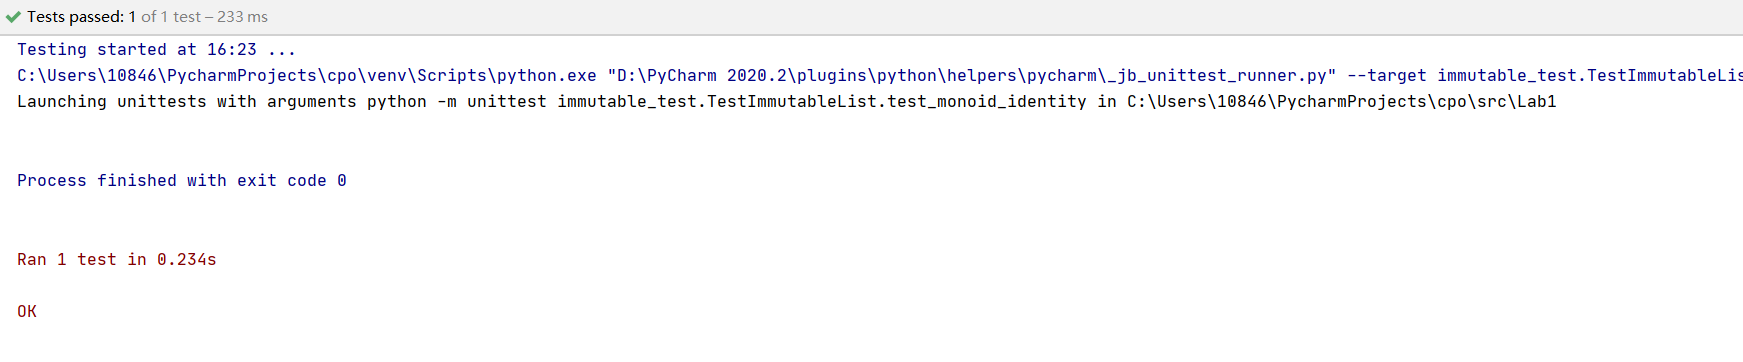 Tests passed: 1 of 1 test – 233 ms
Testing started at 16:23 ...
C:\Users\10846\PycharmProjects\cpo\venv\Scripts\python.exe "D:\PyCharm 2020.2\plugins\python\helpers\pycharm\_jb_unittest_runner.py" --target immutable_test.TestImmutableLis
Launching unittests with arguments python -m unittest immutable_test.TestImmutableList.test_monoid_identity in C:\Users\10846\PycharmProjects\cpo\src\Lab1
Process finished with exit code 0
Ran 1 test in 0.234s
OK